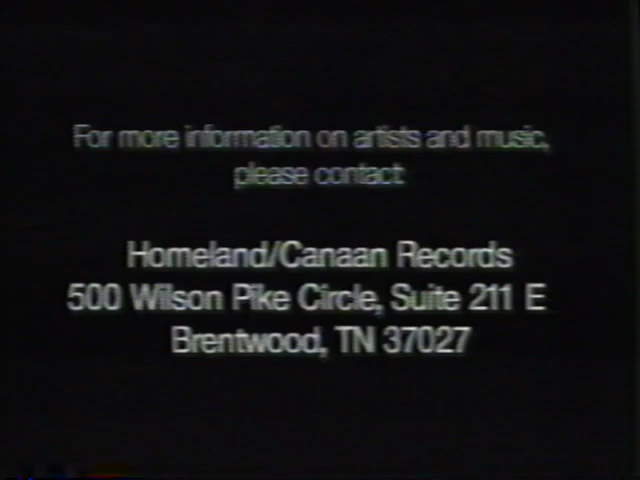 For more information on artists and music,
please contact:
Homeland/Canaan Records
500 Wilson Pike Circle, Suite 211 E
Brentwood, TN 37027